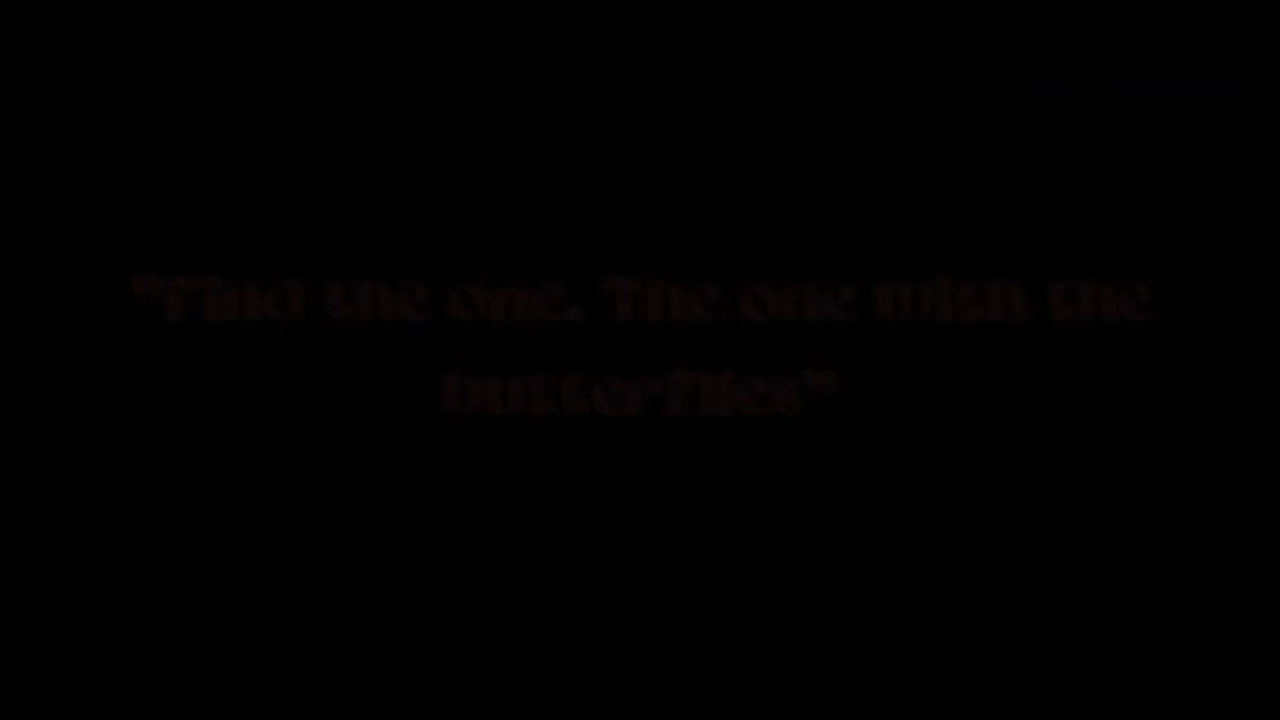 "Find the one. The one with the
butterflies"